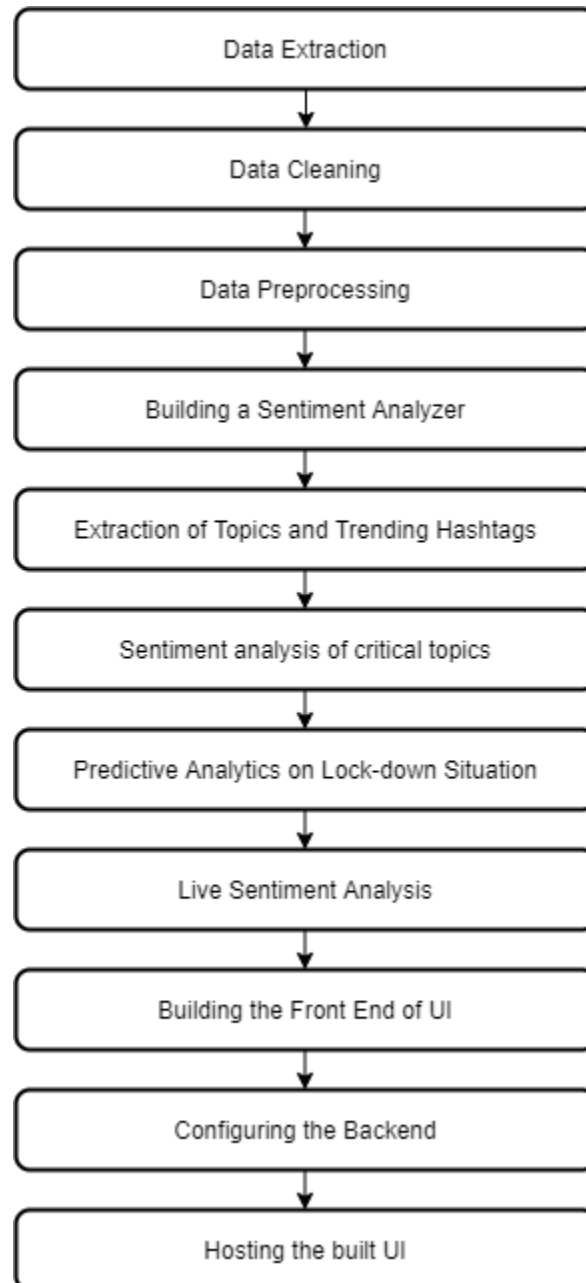 Data Extraction
Data Cleaning
Data Preprocessing
Building a Sentiment Analyzer
Extraction of Topics and Trending Hashtags
Sentiment analysis of critical topics
Predictive Analytics on Lock-down Situation
Live Sentiment Analysis
Building the Front End of UI
Configuring the Backend
Hosting the built UI